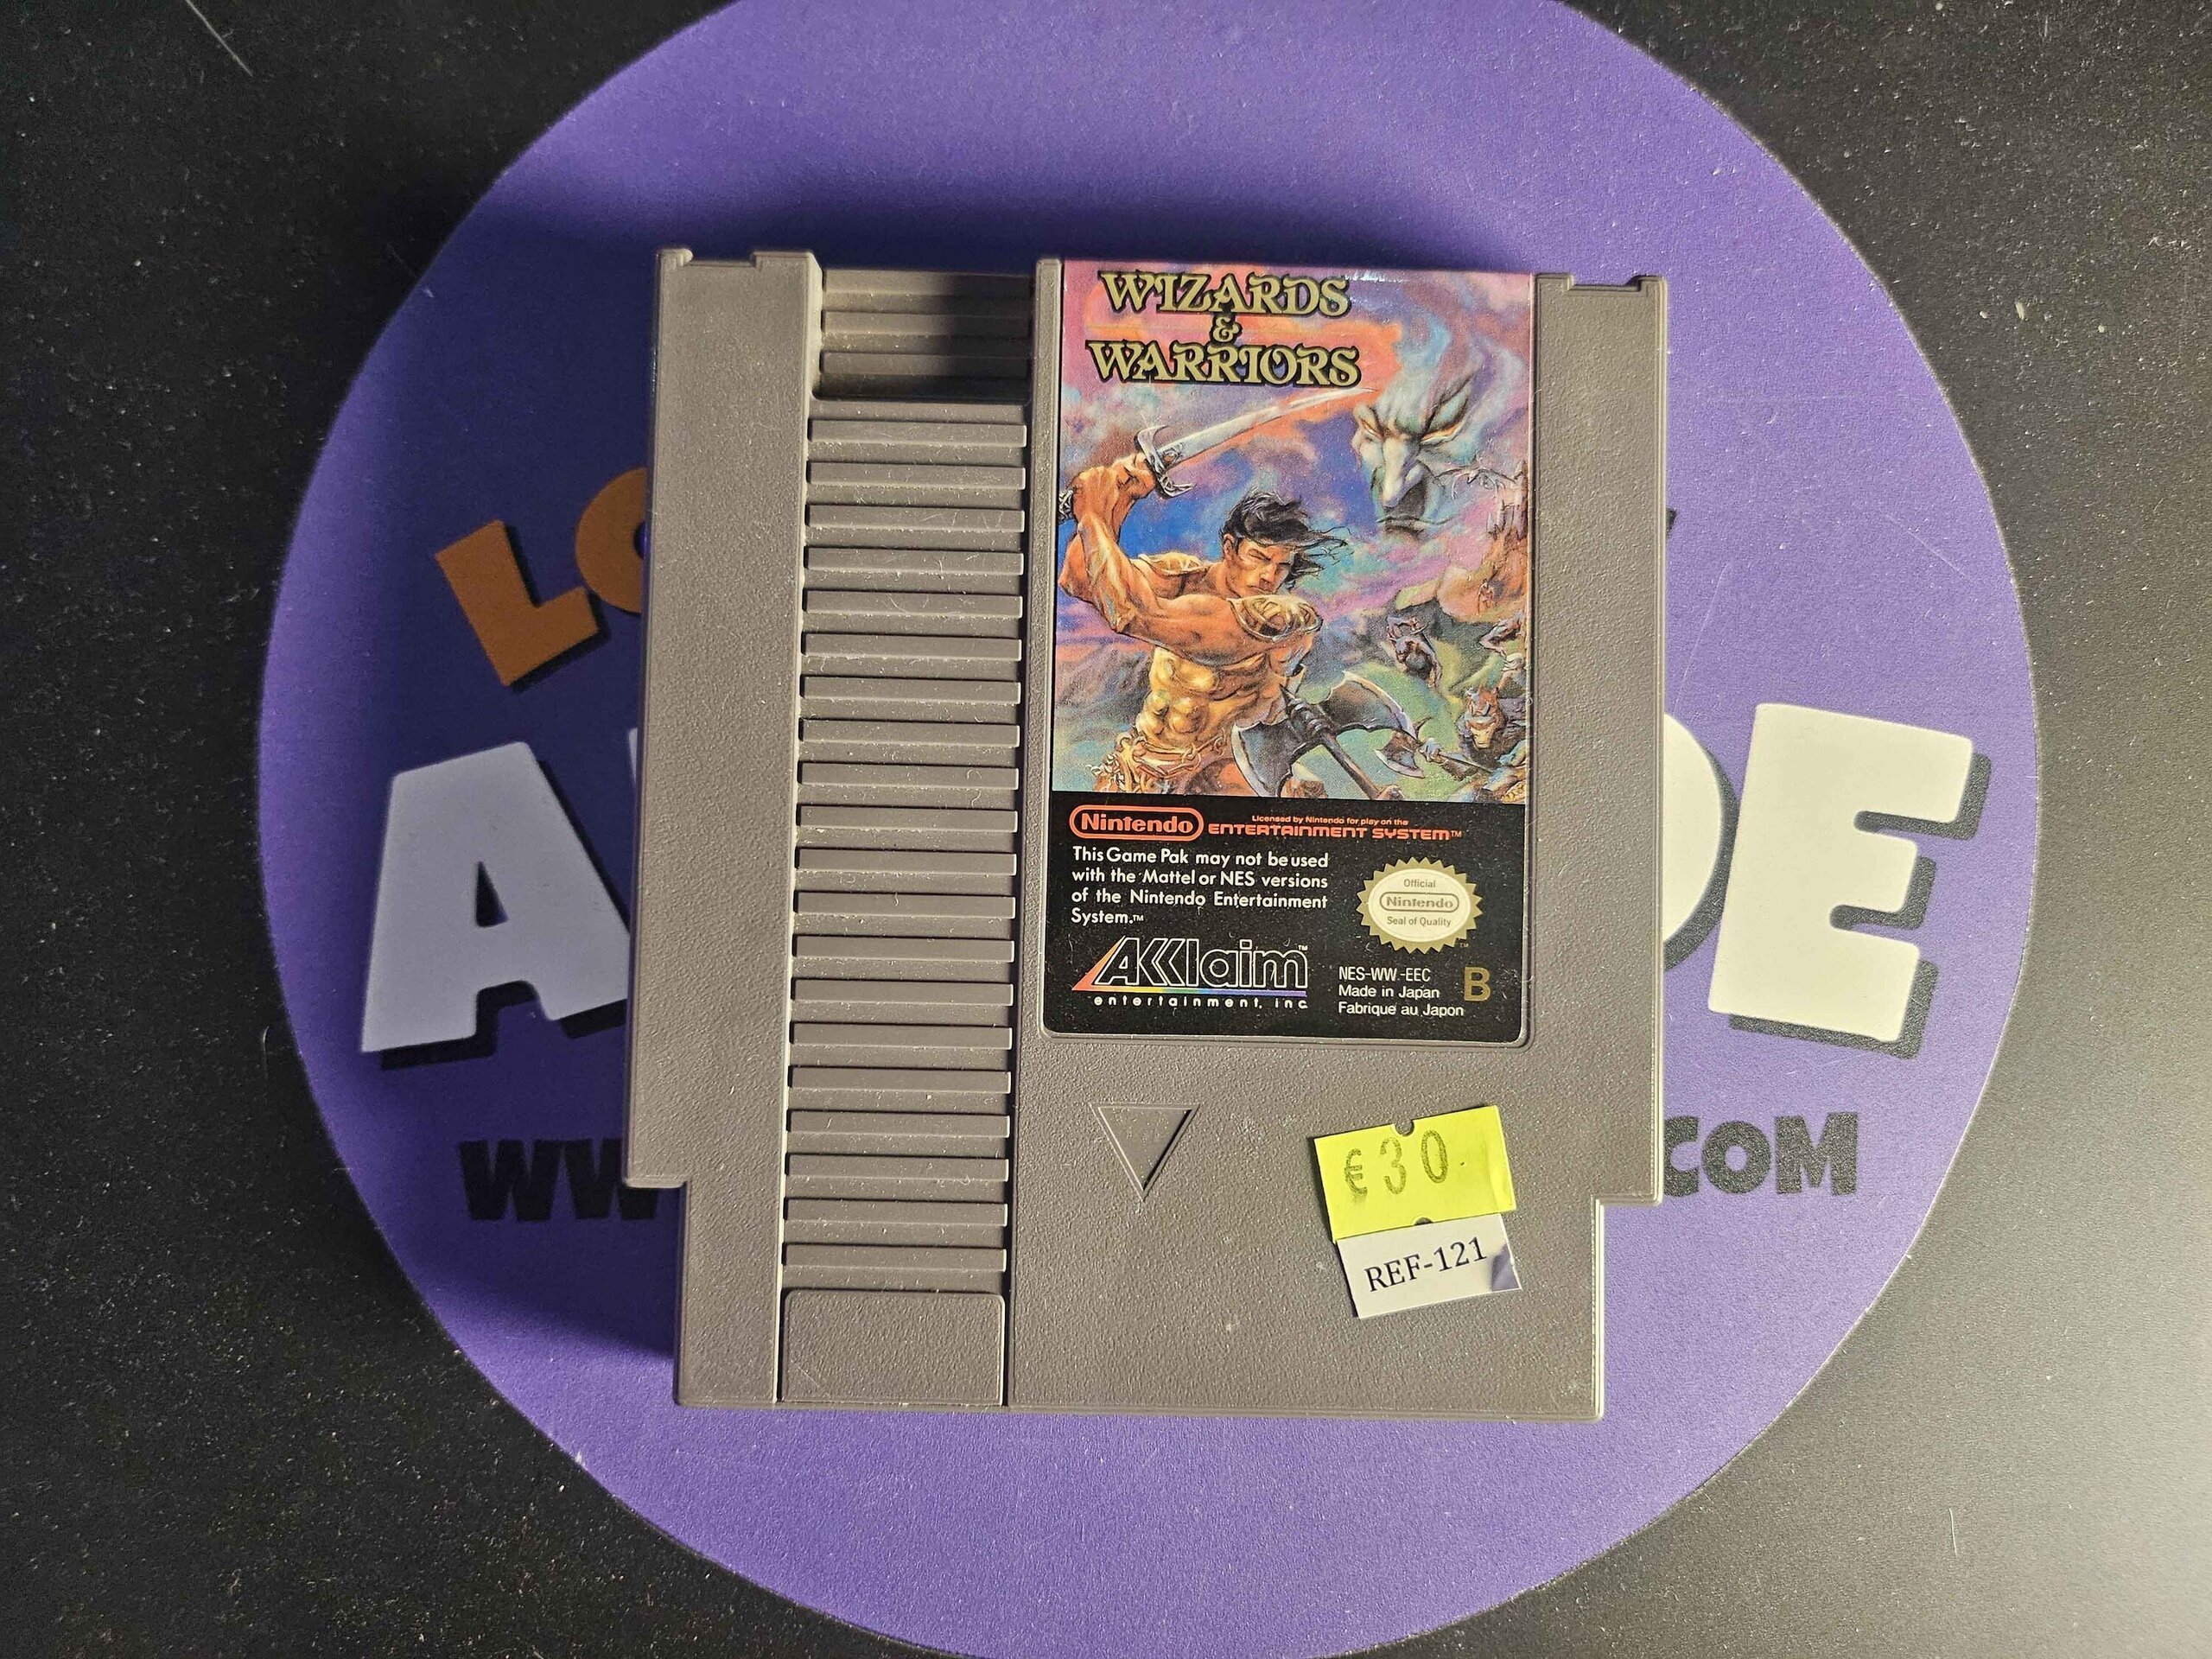 WIZARDS
&
WARRIORS
Nintendo
Licensed by Nintendo for play on the
ENTERTAINMENT SYSTEM™
This Game Pak may not be used
with the Mattel or NES versions
of the Nintendo Entertainment
System.™
Official
Nintendo
Seal of Quality
™
AKKlaim™
entertainment, inc.
NES-WW-EEC
Made in Japan
Fabriqué au Japon
B
€30
REF-121
.COM